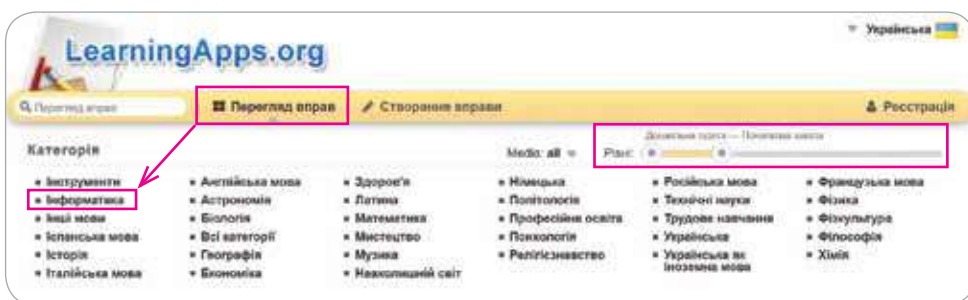 Українська
LearningApps.org
Перегляд вправ Перегляд вправ Створення вправи Реєстрація
Дошкільна освіта — Початкова школа
Категорія Media: all Рівні:
Інструменти Англійська мова Здоров'я Німецька Російська мова Французька мова
Інформатика Астрономія Латина Політологія Технічні науки Фізика
Інші мови Біологія Математика Професійна освіта Трудове навчання Фізкультура
Іспанська мова Всі категорії Мистецтво Психологія Українська Філософія
Історія Географія Музика Релігієзнавство Українська як іноземна мова Хімія
Італійська мова Економіка Навколишній світ